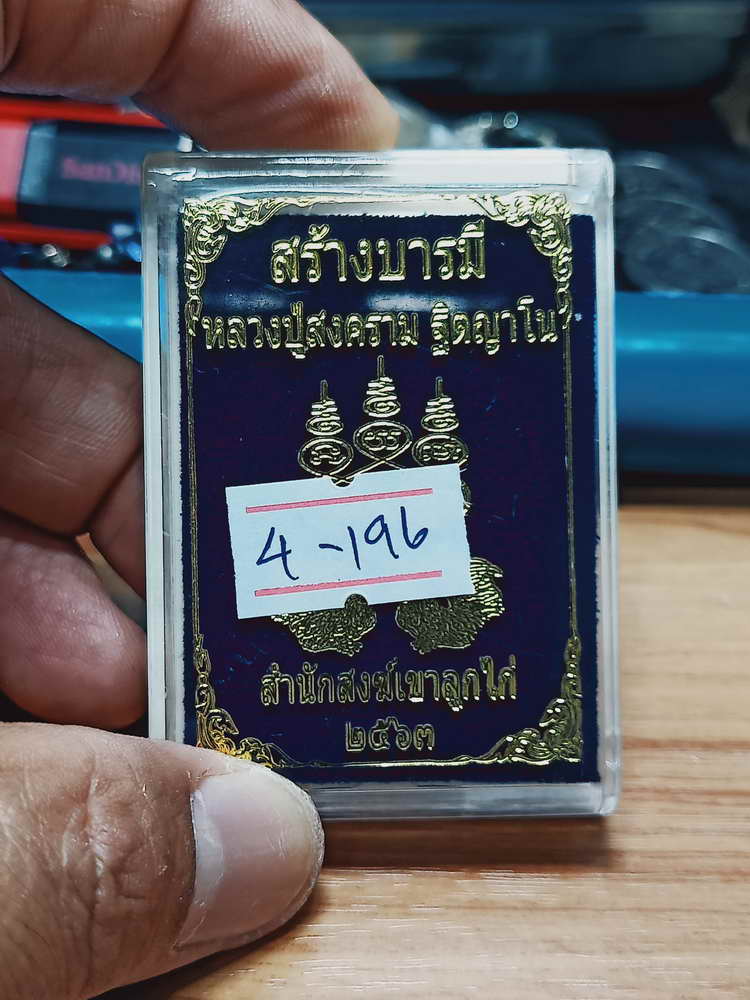 SanDi
สร้างบารมี
หลวงปู่สงคราม ฐิตญาโน
4-196
สำนักสงฆ์เขาลูกไก่
๒๕๖๓